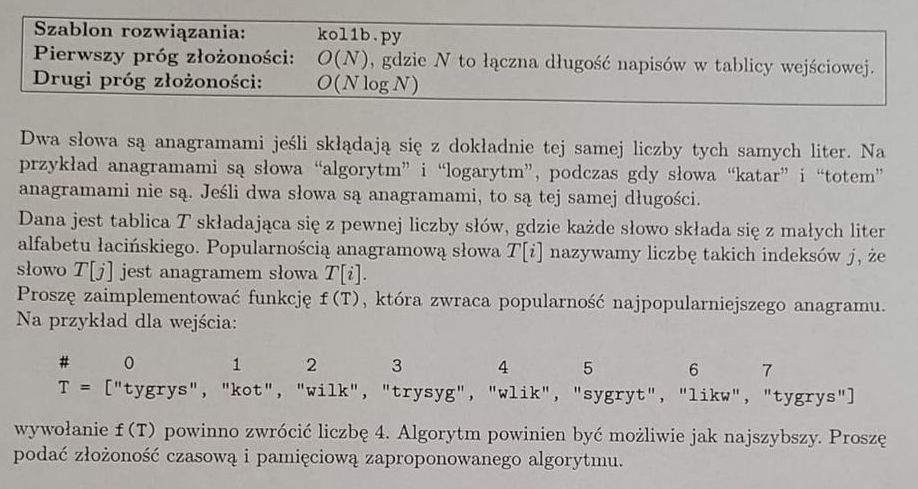 Szablon rozwiązania: kol1b.py
Pierwszy próg złożoności: O(N), gdzie N to łączna długość napisów w tablicy wejściowej.
Drugi próg złożoności: O(N log N)
Dwa słowa są anagramami jeśli skłądają się z dokładnie tej samej liczby tych samych liter. Na
przykład anagramami są słowa “algorytm” i “logarytm”, podczas gdy słowa “katar” i “totem”
anagramami nie są. Jeśli dwa słowa są anagramami, to są tej samej długości.
Dana jest tablica T składająca się z pewnej liczby słów, gdzie każde słowo składa się z małych liter
alfabetu łacińskiego. Popularnością anagramową słowa T[i] nazywamy liczbę takich indeksów j, że
słowo T[j] jest anagramem słowa T[i].
Proszę zaimplementować funkcję f(T), która zwraca popularność najpopularniejszego anagramu.
Na przykład dla wejścia:
# 0 1 2 3 4 5 6 7
T = ["tygrys", "kot", "wilk", "trysyg", "wlik", "sygryt", "likw", "tygrys"]
wywołanie f(T) powinno zwrócić liczbę 4. Algorytm powinien być możliwie jak najszybszy. Proszę
podać złożoność czasową i pamięciową zaproponowanego algorytmu.